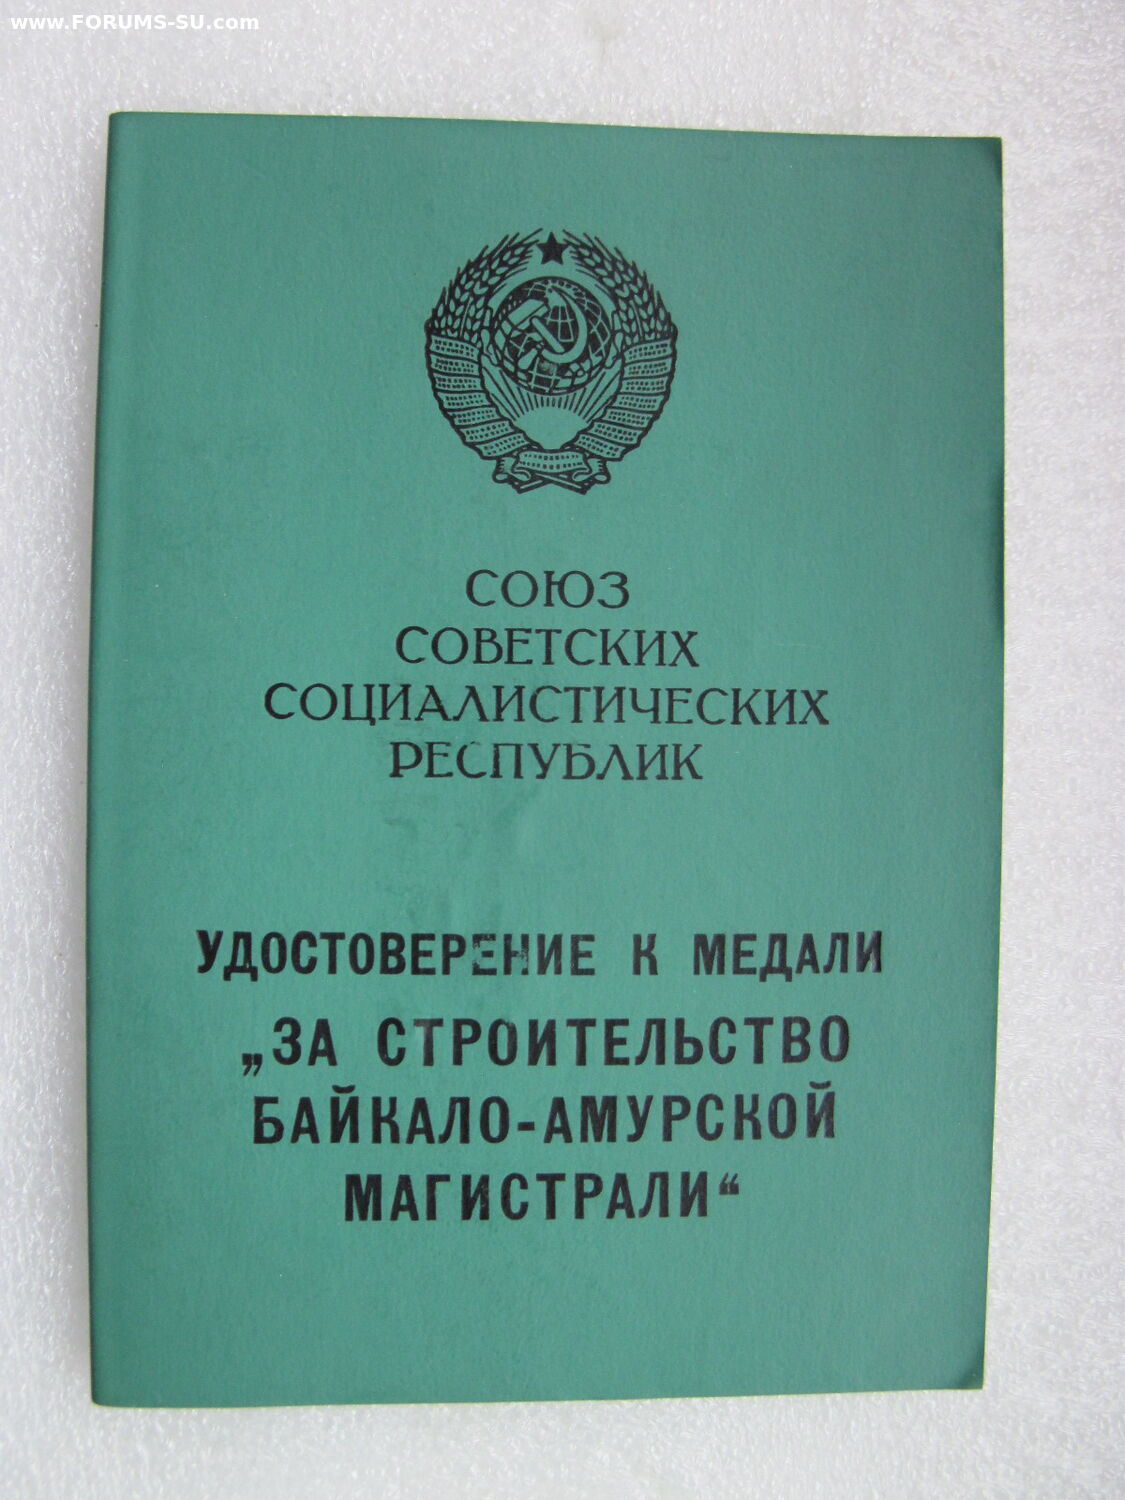 www.FORUMS-SU.com
СОЮЗ
СОВЕТСКИХ
СОЦИАЛИСТИЧЕСКИХ
РЕСПУБЛИК
УДОСТОВЕРЕНИЕ К МЕДАЛИ
„ЗА СТРОИТЕЛЬСТВО
БАЙКАЛО-АМУРСКОЙ
МАГИСТРАЛИ“